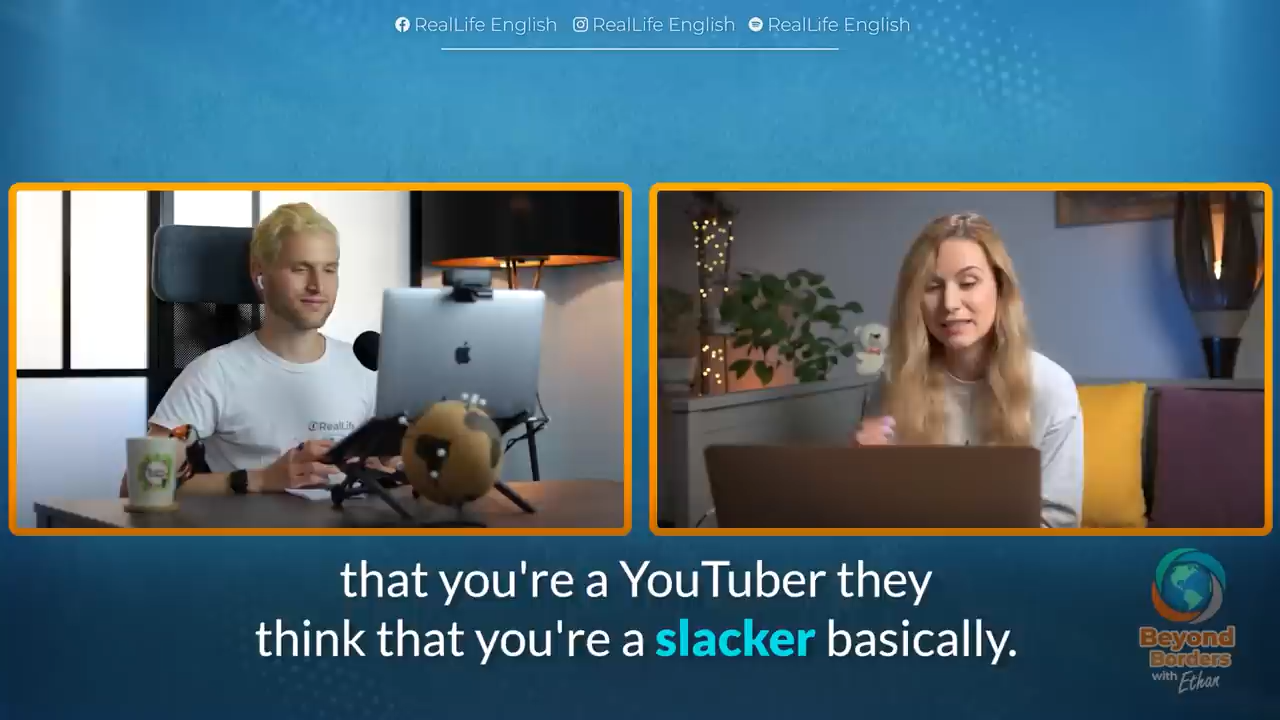 RealLife English RealLife English RealLife English
RealLife
that you're a YouTuber they
think that you're a slacker basically.
Beyond
Borders
with Ethan